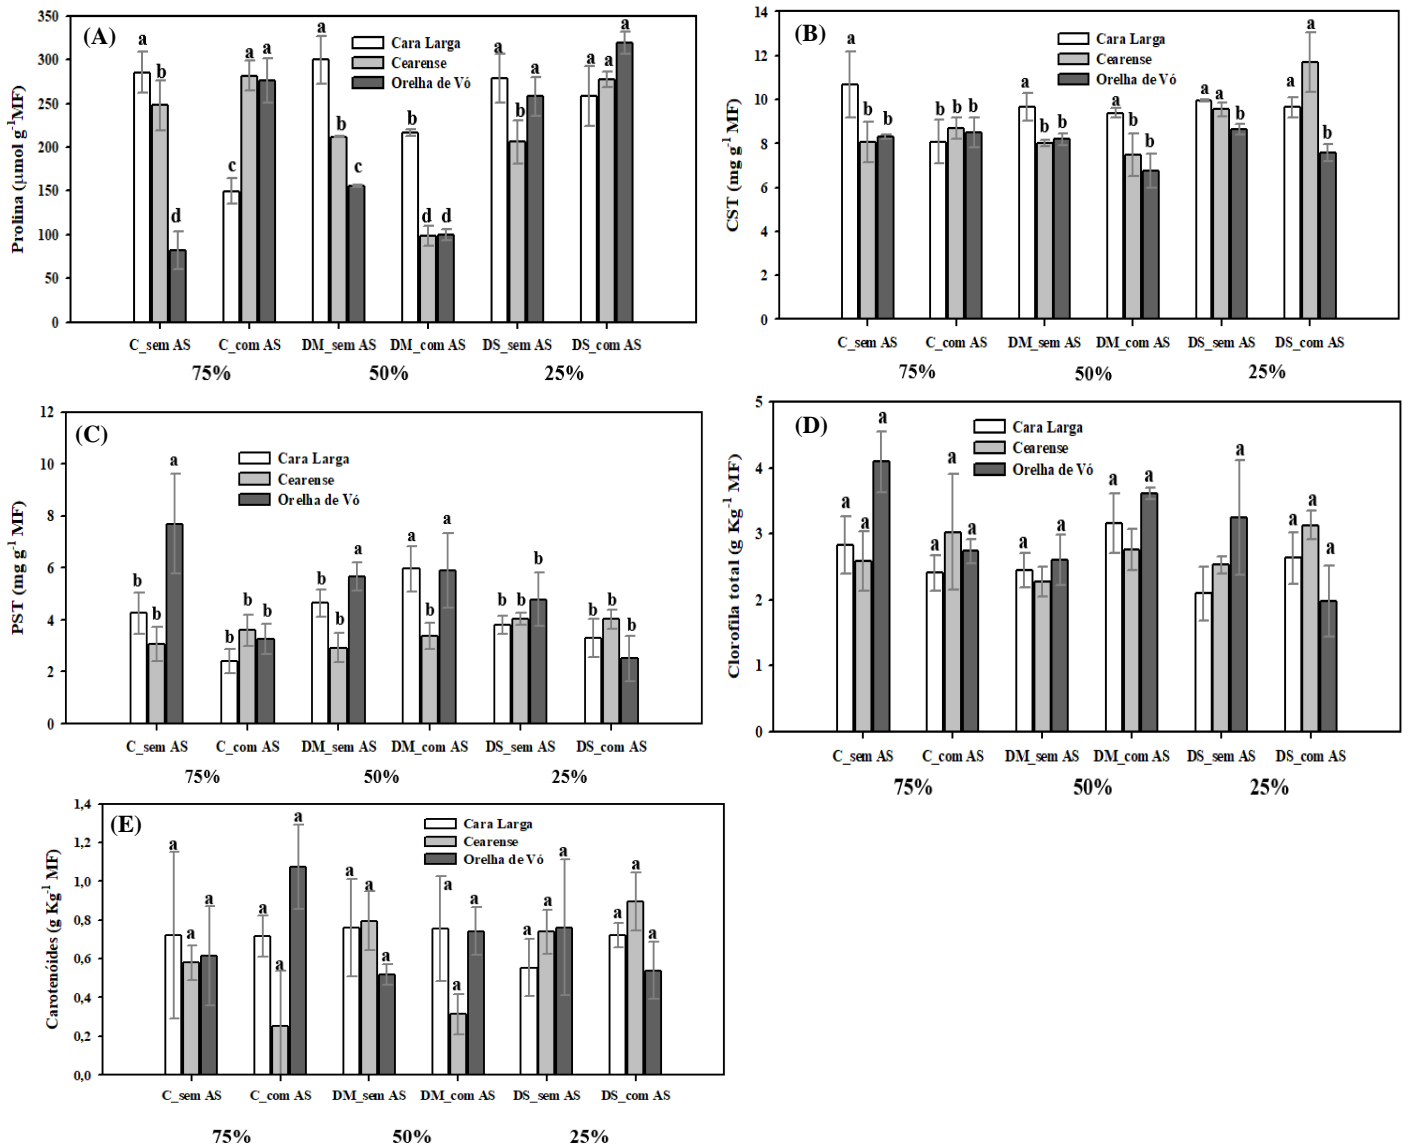 (A)
Prolina (µmol g⁻¹MF)
350
300
250
200
150
100
50
0
Cara Larga
Cearense
Orelha de Vó
a b d
c a a
a b c
b d d
a b a
a a a
C_sem AS C_com AS DM_sem AS DM_com AS DS_sem AS DS_com AS
75% 50% 25%
(B)
CST (mg g⁻¹ MF)
14
12
10
8
6
4
2
0
Cara Larga
Cearense
Orelha de Vó
a b b
b b b
a b b
a b b
a a b
a a b
C_sem AS C_com AS DM_sem AS DM_com AS DS_sem AS DS_com AS
75% 50% 25%
(C)
PST (mg g⁻¹ MF)
12
10
8
6
4
2
0
Cara Larga
Cearense
Orelha de Vó
b b a
b b b
b b a
a b a
b b b
b b b
C_sem AS C_com AS DM_sem AS DM_com AS DS_sem AS DS_com AS
75% 50% 25%
(D)
Clorofila total (g Kg⁻¹ MF)
5
4
3
2
1
0
Cara Larga
Cearense
Orelha de Vó
a a a
a a a
a a a
a a a
a a a
a a a
C_sem AS C_com AS DM_sem AS DM_com AS DS_sem AS DS_com AS
75% 50% 25%
(E)
Carotenóides (g Kg⁻¹ MF)
1,4
1,2
1,0
0,8
0,6
0,4
0,2
0,0
Cara Larga
Cearense
Orelha de Vó
a a a
a a a
a a a
a a a
a a a
a a a
C_sem AS C_com AS DM_sem AS DM_com AS DS_sem AS DS_com AS
75% 50% 25%